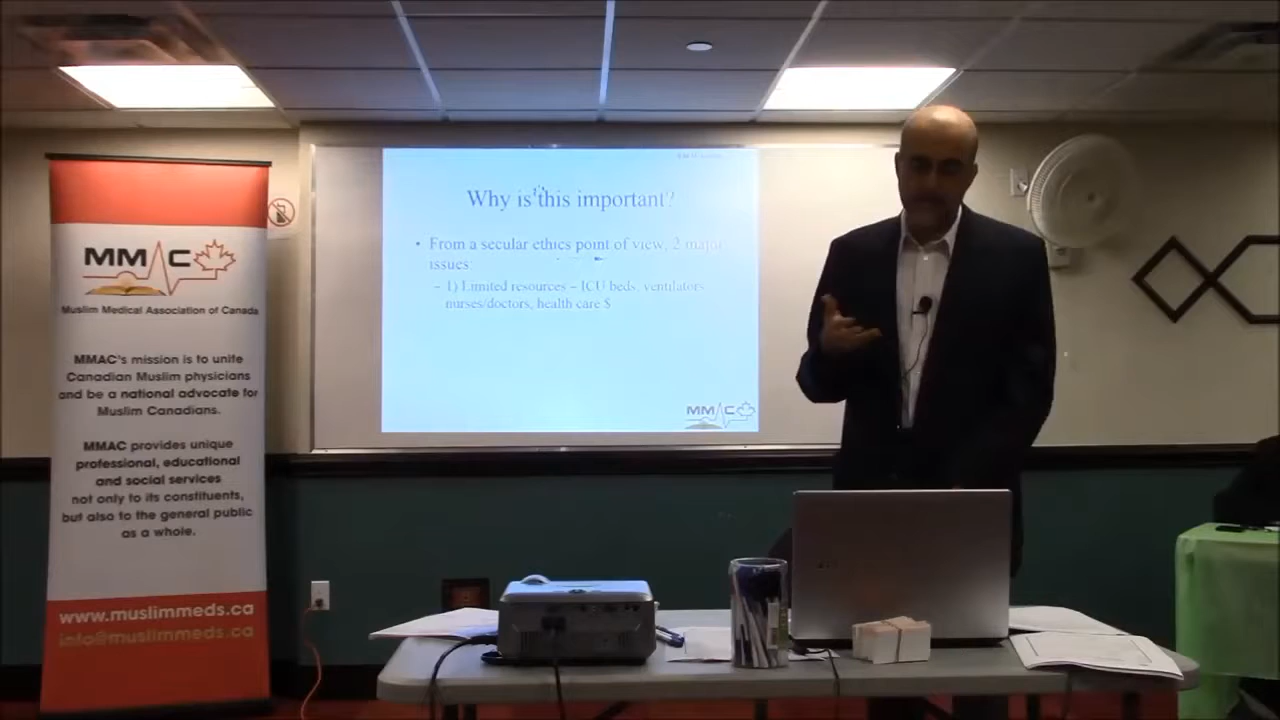 MMAC
Muslim Medical Association of Canada
MMAC's mission is to unite
Canadian Muslim physicians
and be a national advocate for
Muslim Canadians.
MMAC provides unique
professional, educational
and social services
not only to its constituents,
but also to the general public
as a whole.
www.muslimmeds.ca
info@muslimmeds.ca
Why is this important?
• From a secular ethics point of view, 2 major
issues:
– 1) Limited resources – ICU beds, ventilators,
nurses/doctors, health care $
MMAC